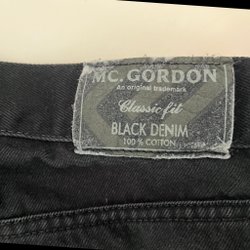 MC. GORDON
An original trademark
Classic fit
BLACK DENIM
100% COTTON